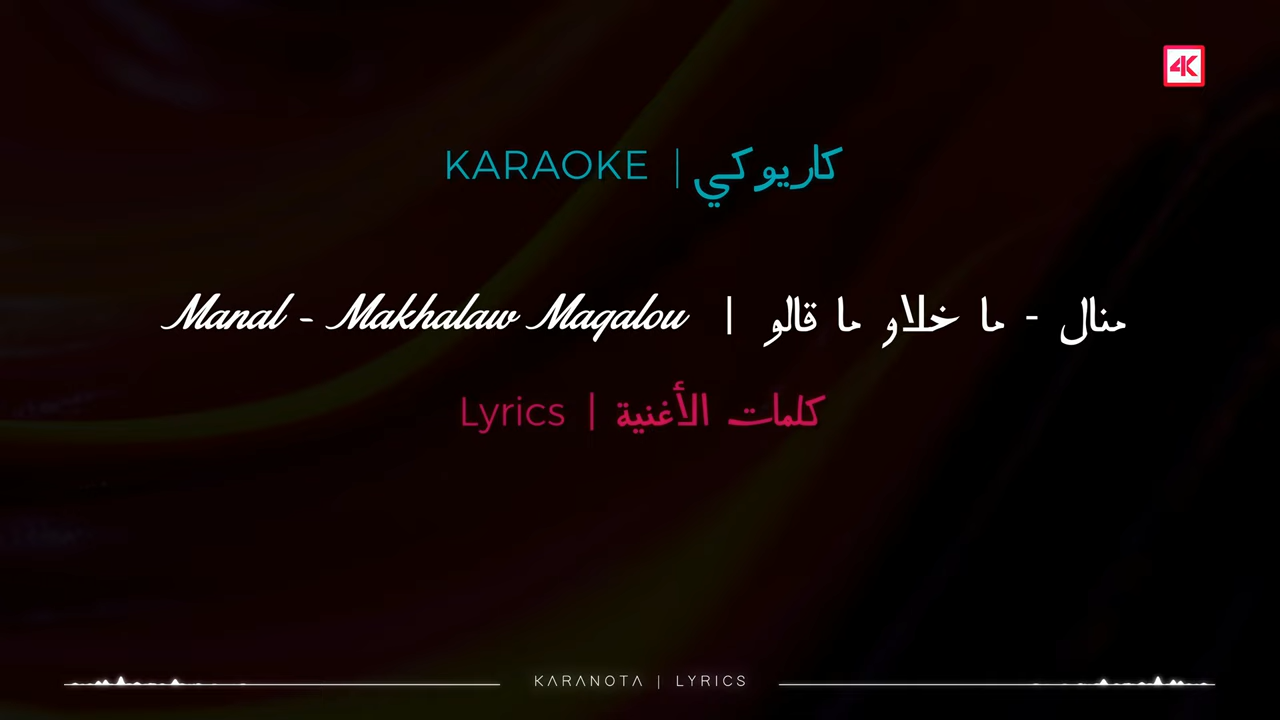 4K
KARAOKE | كاريوكي
Manal - Makhalaw Maqalou | منال - ما خلاو ما قالو
Lyrics | كلمات الأغنية
KARANOTA | LYRICS